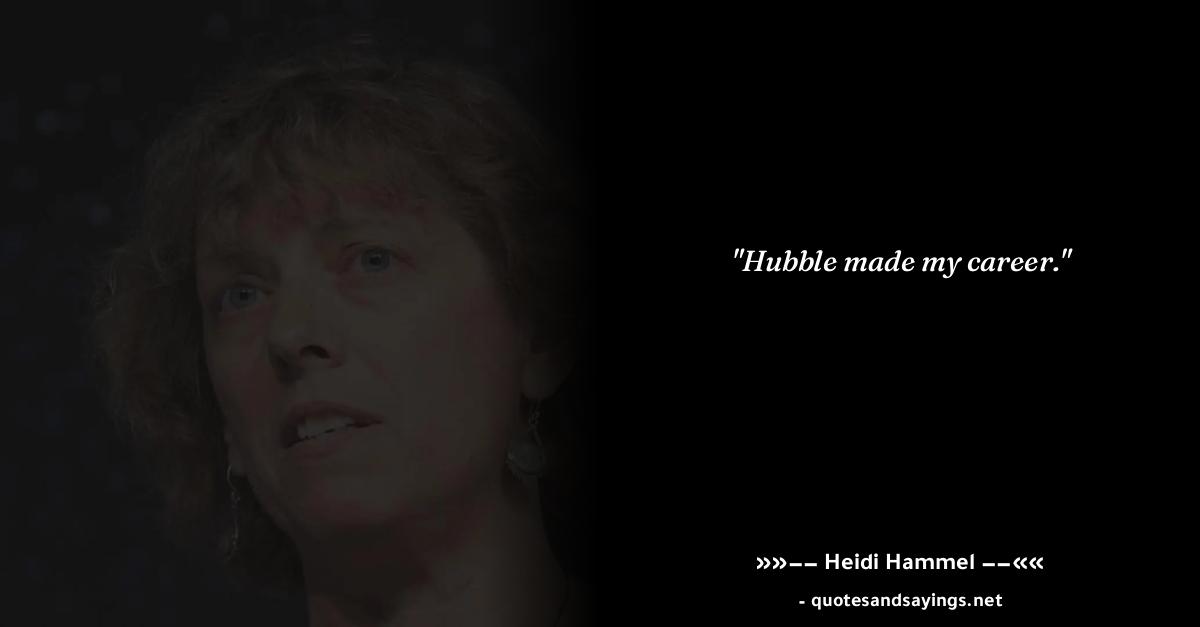 "Hubble made my career."
»»–– Heidi Hammel ––««
- quotesandsayings.net